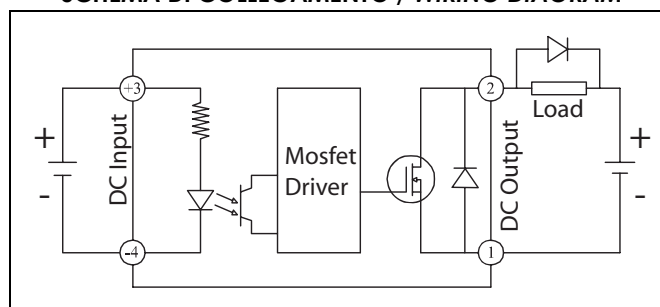 SCHEMA DI COLLEGAMENTO / WIRING DIAGRAM
+3
2
Load
+
-
DC Input
Mosfet
Driver
DC Output
+
-
-4
1